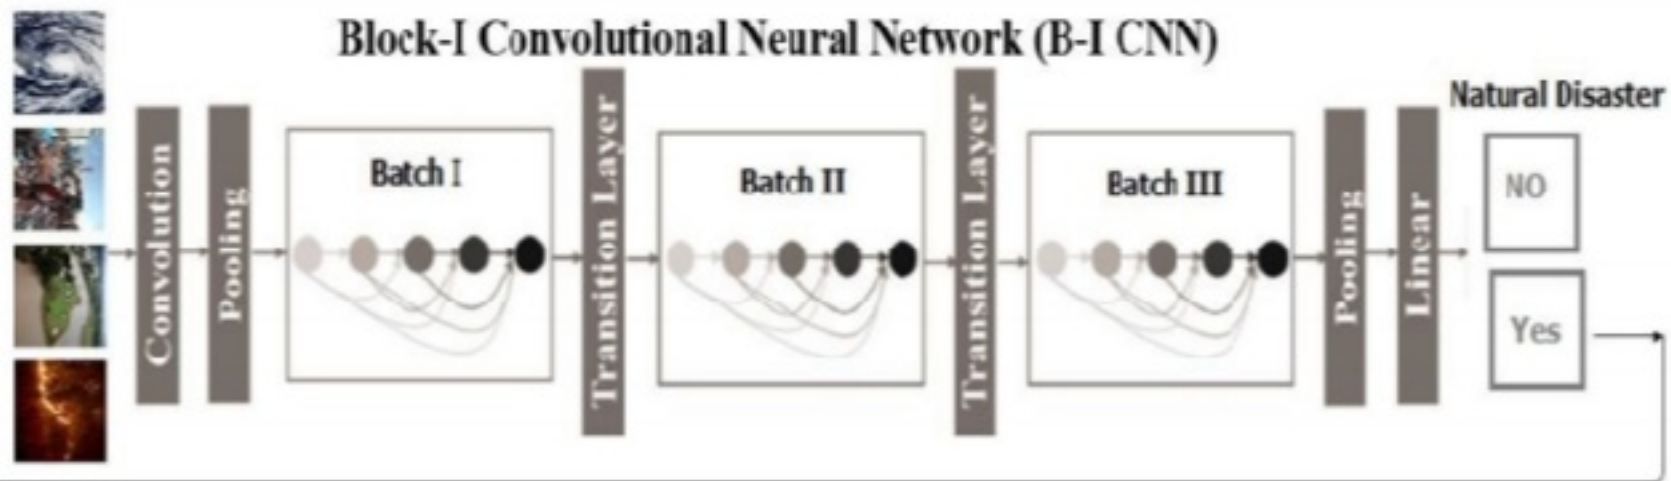 Block-I Convolutional Neural Network (B-I CNN)
Convolution
Pooling
Batch I
Transition Layer
Batch II
Transition Layer
Batch III
Pooling
Linear
Natural Disaster
NO
Yes